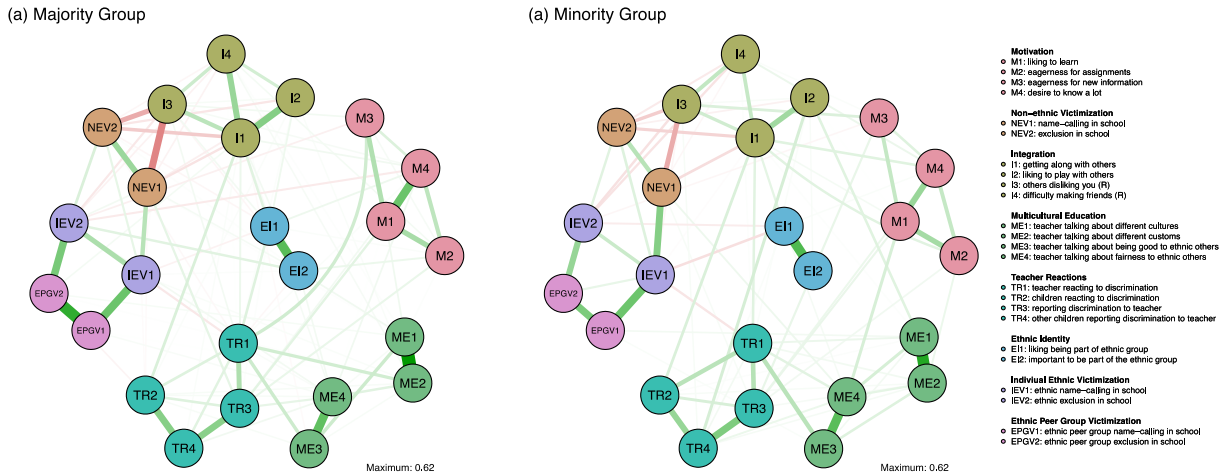 (a) Majority Group
I4
I3
I2
NEV2
I1
M3
NEV1
M4
IEV2
EI1
M1
IEV1
EI2
M2
EPGV2
EPGV1
TR1
ME1
TR2
TR3
ME4
ME2
TR4
ME3
Maximum: 0.62
(a) Minority Group
I4
I3
I2
NEV2
I1
M3
NEV1
M4
IEV2
EI1
M1
IEV1
EI2
M2
EPGV2
EPGV1
TR1
ME1
TR2
TR3
ME4
ME2
TR4
ME3
Maximum: 0.62
Motivation
M1: liking to learn
M2: eagerness for assignments
M3: eagerness for new information
M4: desire to know a lot
Non−ethnic Victimization
NEV1: name−calling in school
NEV2: exclusion in school
Integration
I1: getting along with others
I2: liking to play with others
I3: others disliking you (R)
I4: difficulty making friends (R)
Multicultural Education
ME1: teacher talking about different cultures
ME2: teacher talking about different customs
ME3: teacher talking about being good to ethnic others
ME4: teacher talking about fairness to ethnic others
Teacher Reactions
TR1: teacher reacting to discrimination
TR2: children reacting to discrimination
TR3: reporting discrimination to teacher
TR4: other children reporting discrimination to teacher
Ethnic Identity
EI1: liking being part of ethnic group
EI2: important to be part of the ethnic group
Indiviual Ethnic Victimization
IEV1: ethnic name−calling in school
IEV2: ethnic exclusion in school
Ethnic Peer Group Victimization
EPGV1: ethnic peer group name−calling in school
EPGV2: ethnic peer group exclusion in school